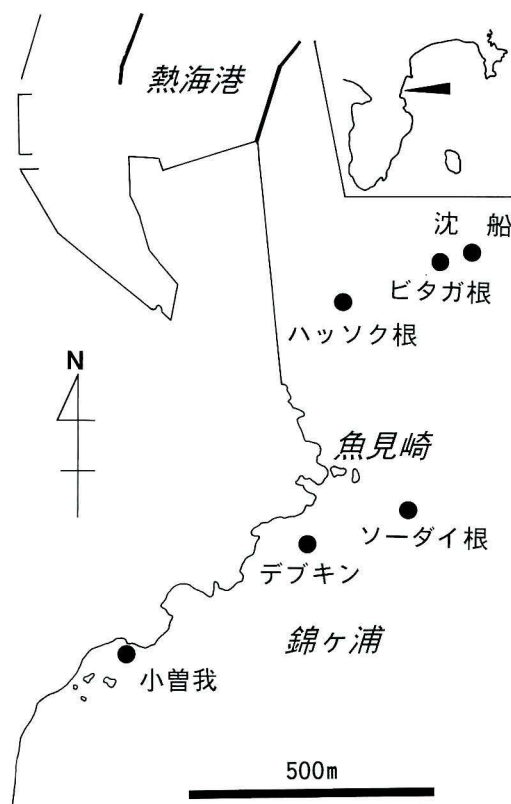 熱海港
沈 船
ビタガ根
ハッソク根
N
魚見崎
ソーダイ根
デブキン
錦ヶ浦
小曽我
500m